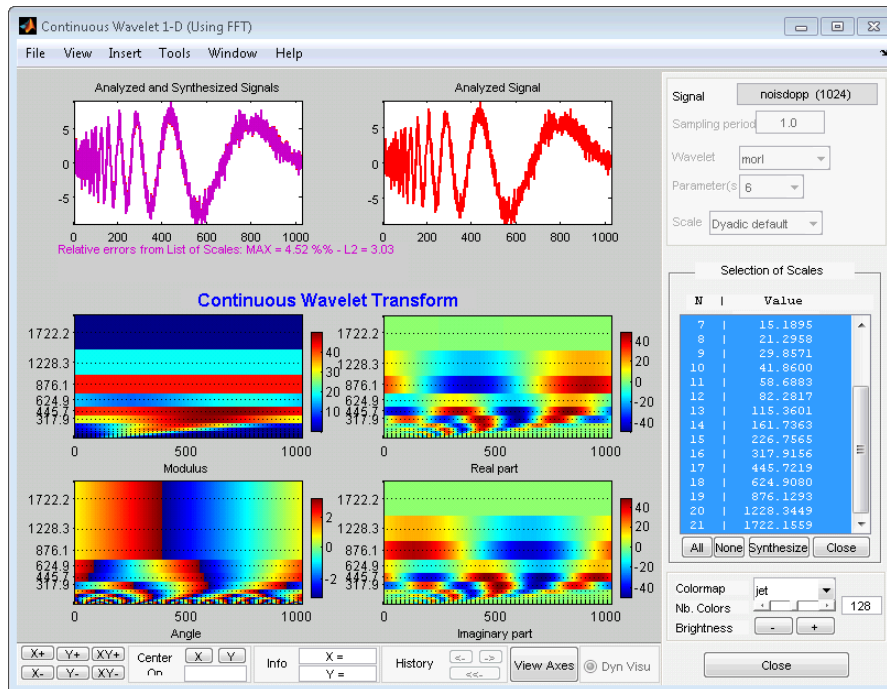 Continuous Wavelet 1-D (Using FFT)
File View Insert Tools Window Help
Analyzed and Synthesized Signals
5
0
-5
0 200 400 600 800 1000
Relative errors from List of Scales: MAX = 4.52 %% - L2 = 3.03
Analyzed Signal
5
0
-5
0 200 400 600 800 1000
Continuous Wavelet Transform
1722.2
1228.3
876.1
624.9
445.7
317.9
0 500 1000
Modulus
40
30
20
10
1722.2
1228.3
876.1
624.9
445.7
317.9
0 500 1000
Real part
40
20
0
-20
-40
1722.2
1228.3
876.1
624.9
445.7
317.9
0 500 1000
Angle
2
0
-2
1722.2
1228.3
876.1
624.9
445.7
317.9
0 500 1000
Imaginary part
40
20
0
-20
-40
Signal noisdopp (1024)
Sampling period 1.0
Wavelet morl
Parameter(s 6
Scale Dyadic default
Selection of Scales
N | Value
7 | 15.1895
8 | 21.2958
9 | 29.8571
10 | 41.8600
11 | 58.6883
12 | 82.2817
13 | 115.3601
14 | 161.7363
15 | 226.7565
16 | 317.9156
17 | 445.7219
18 | 624.9080
19 | 876.1293
20 | 1228.3449
21 | 1722.1559
All None Synthesize Close
Colormap jet
Nb. Colors 128
Brightness - +
X+ Y+ XY+
X- Y- XY-
Center X Y
On
Info X =
Y =
History <- ->
<<-
View Axes
Dyn Visu
Close